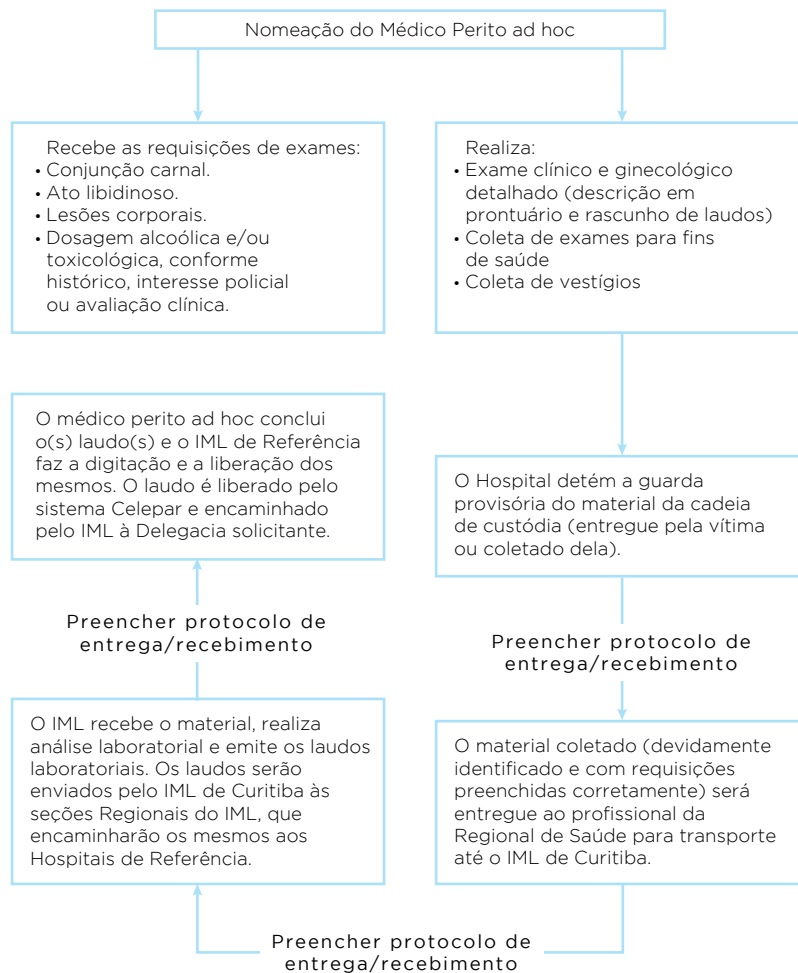 Nomeação do Médico Perito ad hoc
Recebe as requisições de exames:
• Conjunção carnal.
• Ato libidinoso.
• Lesões corporais.
• Dosagem alcoólica e/ou
toxicológica, conforme
histórico, interesse policial
ou avaliação clínica.
Realiza:
• Exame clínico e ginecológico
detalhado (descrição em
prontuário e rascunho de laudos)
• Coleta de exames para fins
de saúde
• Coleta de vestígios
O Hospital detém a guarda
provisória do material da cadeia
de custódia (entregue pela vítima
ou coletado dela).
Preencher protocolo de
entrega/recebimento
O material coletado (devidamente
identificado e com requisições
preenchidas corretamente) será
entregue ao profissional da
Regional de Saúde para transporte
até o IML de Curitiba.
Preencher protocolo de
entrega/recebimento
O IML recebe o material, realiza
análise laboratorial e emite os laudos
laboratoriais. Os laudos serão
enviados pelo IML de Curitiba às
seções Regionais do IML, que
encaminharão os mesmos aos
Hospitais de Referência.
Preencher protocolo de
entrega/recebimento
O médico perito ad hoc conclui
o(s) laudo(s) e o IML de Referência
faz a digitação e a liberação dos
mesmos. O laudo é liberado pelo
sistema Celepar e encaminhado
pelo IML à Delegacia solicitante.